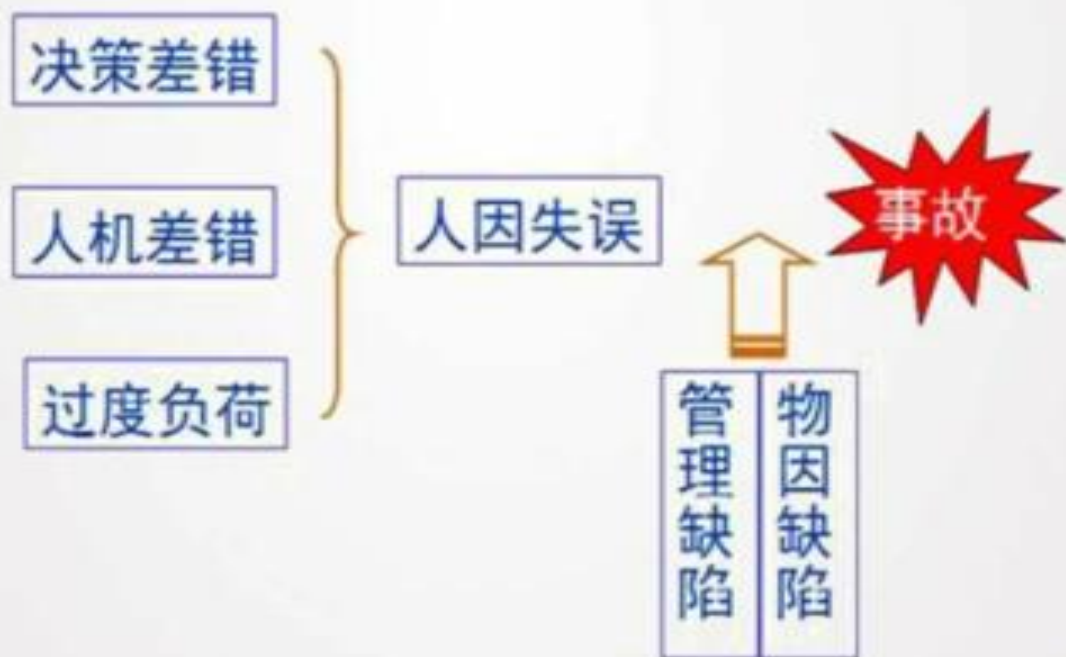 决策差错
人机差错
过度负荷
人因失误
事故
管理缺陷
物因缺陷